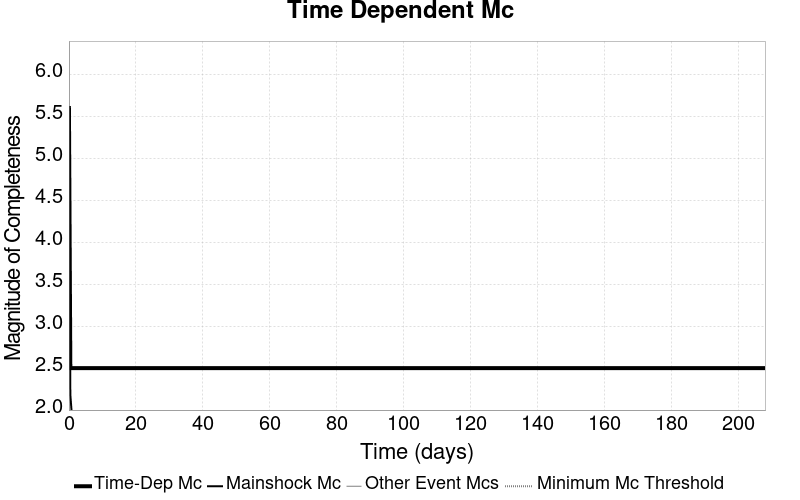 Time Dependent Mc
Magnitude of Completeness
6.0
5.5
5.0
4.5
4.0
3.5
3.0
2.5
2.0
0 20 40 60 80 100 120 140 160 180 200
Time (days)
Time-Dep Mc Mainshock Mc Other Event Mcs Minimum Mc Threshold